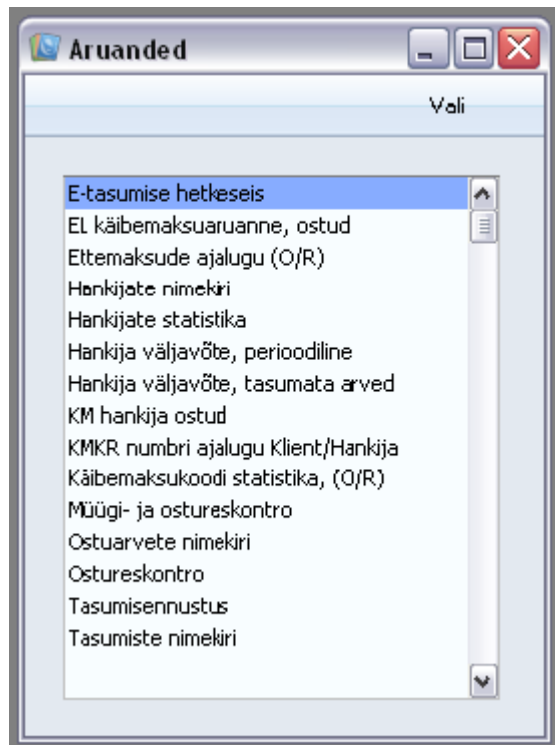 Aruanded
Vali
E-tasumise hetkeseis
EL käibemaksuaruanne, ostud
Ettemaksude ajalugu (O/R)
Hankijate nimekiri
Hankijate statistika
Hankija väljavõte, perioodiline
Hankija väljavõte, tasumata arved
KM hankija ostud
KMKR numbri ajalugu Klient/Hankija
Käibemaksukoodi statistika, (O/R)
Müügi- ja ostureskontro
Ostuarvete nimekiri
Ostureskontro
Tasumisennustus
Tasumiste nimekiri